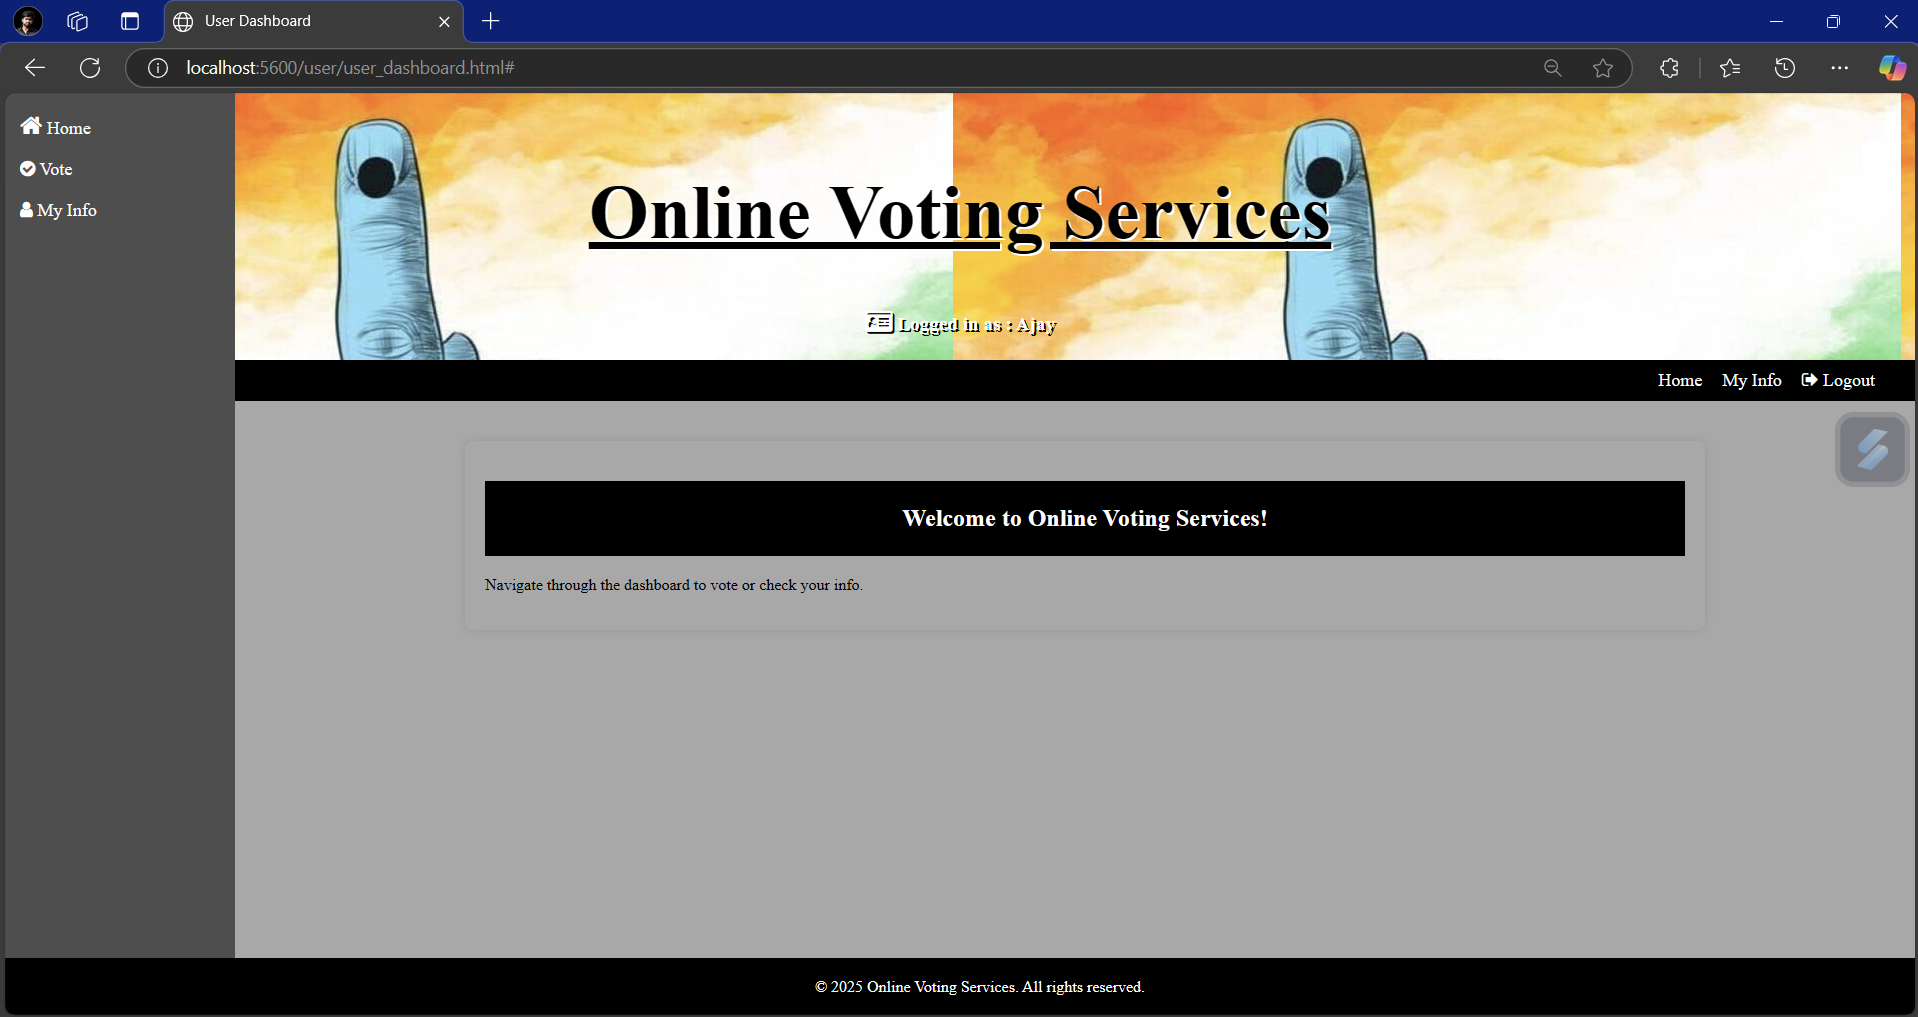 User Dashboard
localhost:5600/user/user_dashboard.html#
Home
Vote
My Info
Online Voting Services
Logged in as : Ajay
Home My Info Logout
Welcome to Online Voting Services!
Navigate through the dashboard to vote or check your info.
© 2025 Online Voting Services. All rights reserved.